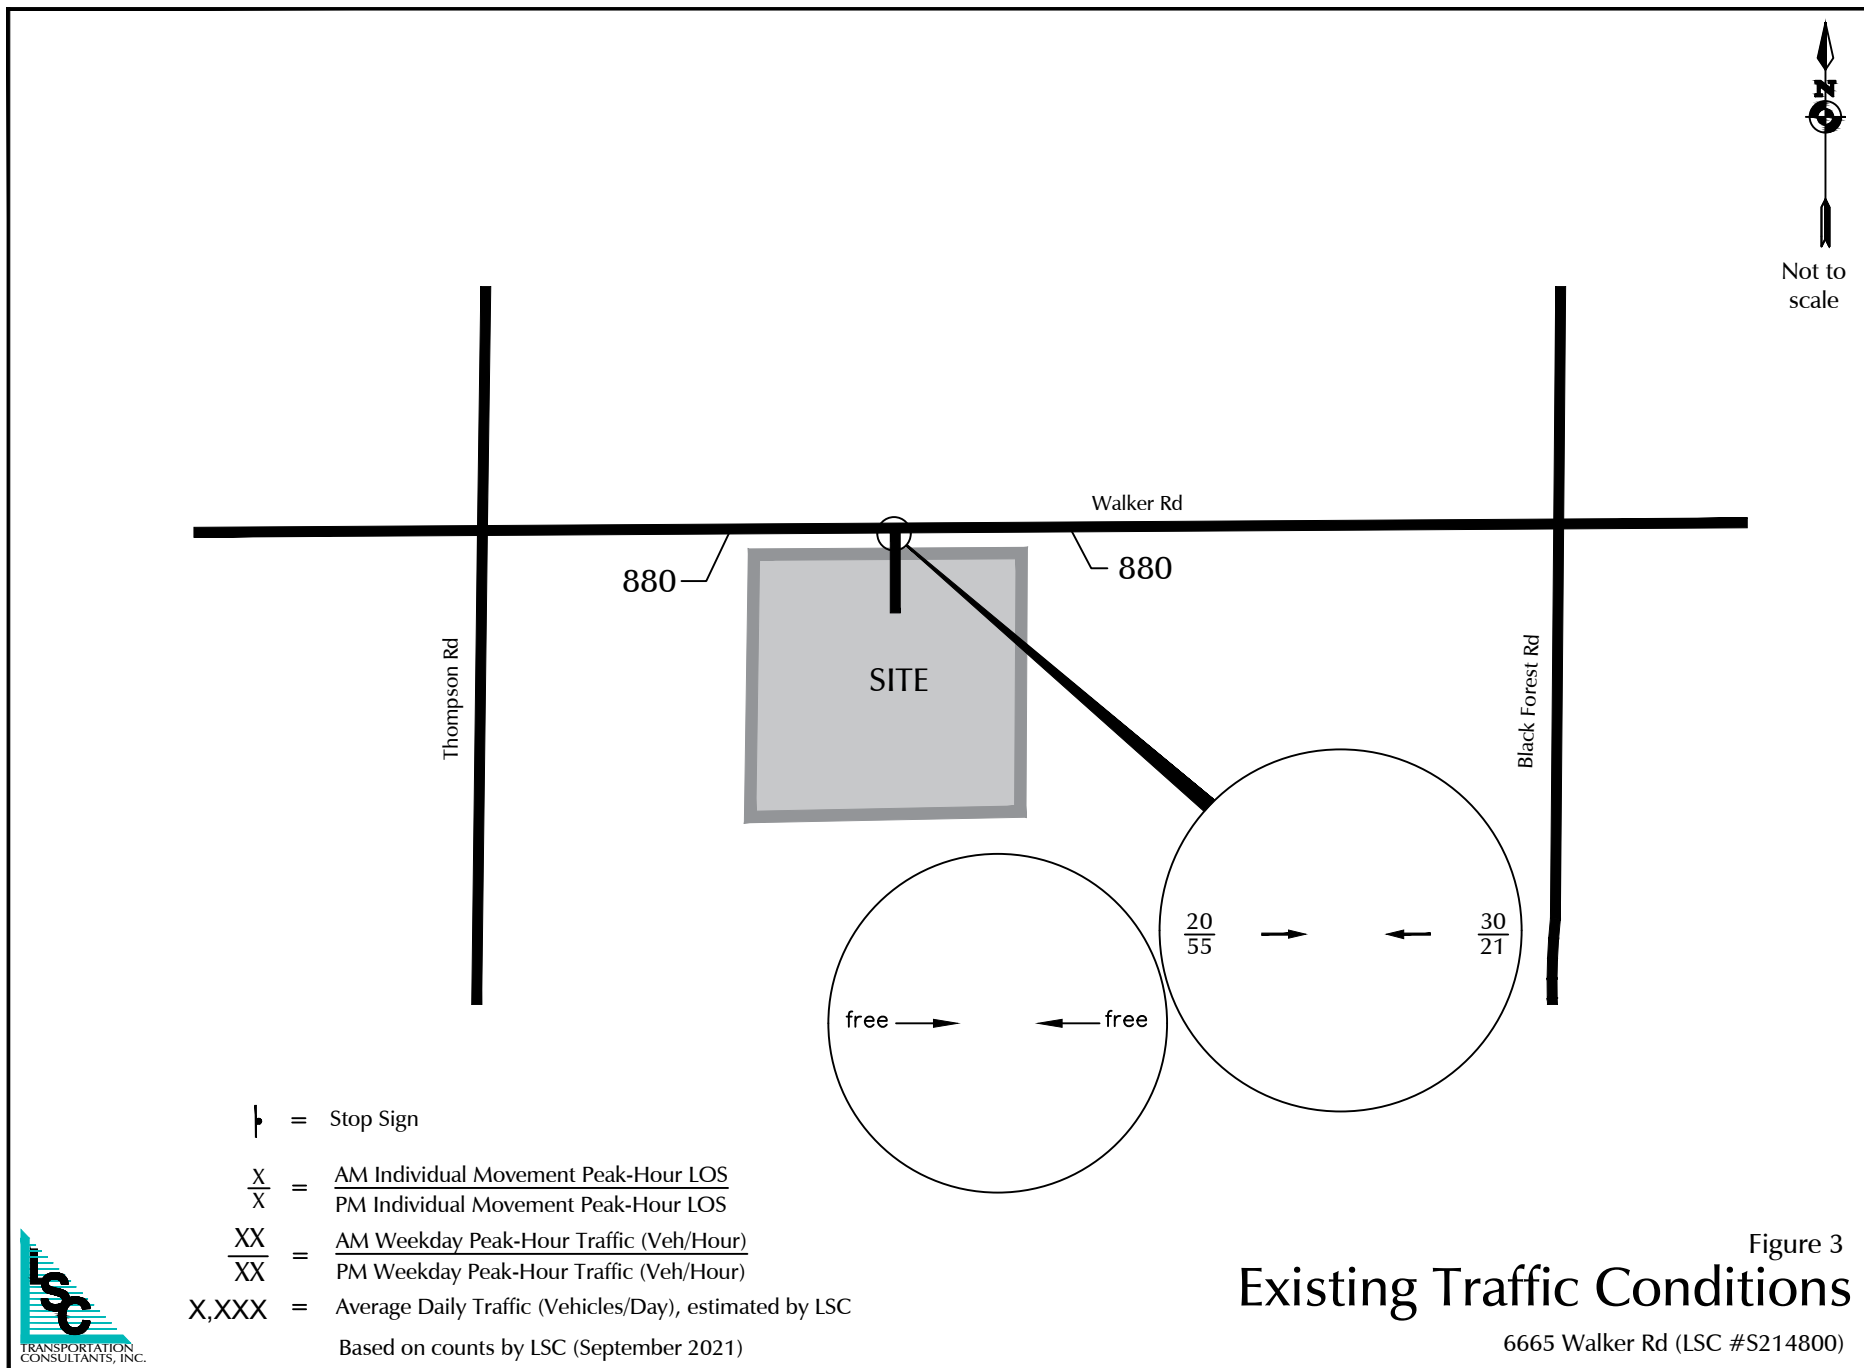 N
Not to
scale
Walker Rd
880
880
Thompson Rd
SITE
Black Forest Rd
20
55
30
21
free
free
= Stop Sign
X
X
= AM Individual Movement Peak-Hour LOS
PM Individual Movement Peak-Hour LOS
XX
XX
= AM Weekday Peak-Hour Traffic (Veh/Hour)
PM Weekday Peak-Hour Traffic (Veh/Hour)
X,XXX = Average Daily Traffic (Vehicles/Day), estimated by LSC
Based on counts by LSC (September 2021)
LSC
TRANSPORTATION
CONSULTANTS, INC.
Figure 3
Existing Traffic Conditions
6665 Walker Rd (LSC #S214800)